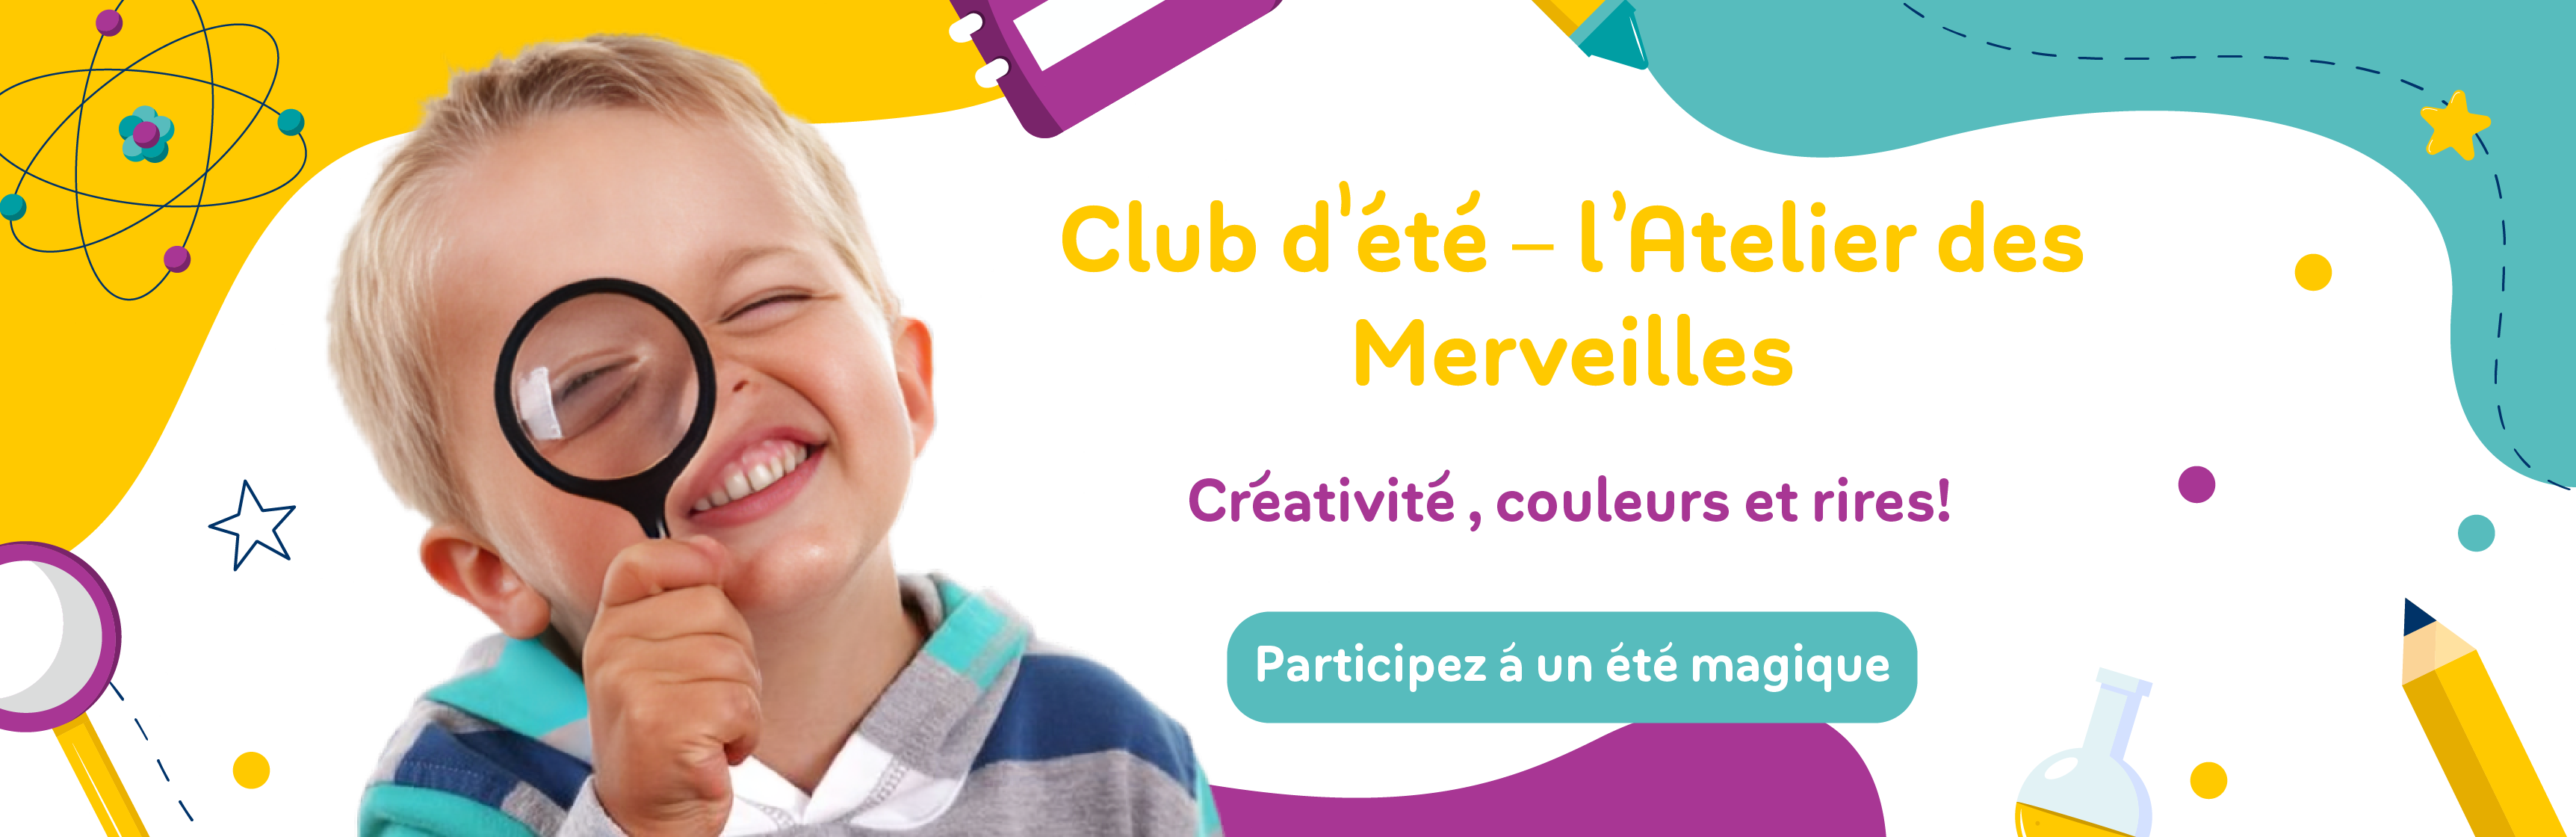 Club d'été – l’Atelier des
Merveilles
Créativité , couleurs et rires!
Participez á un été magique